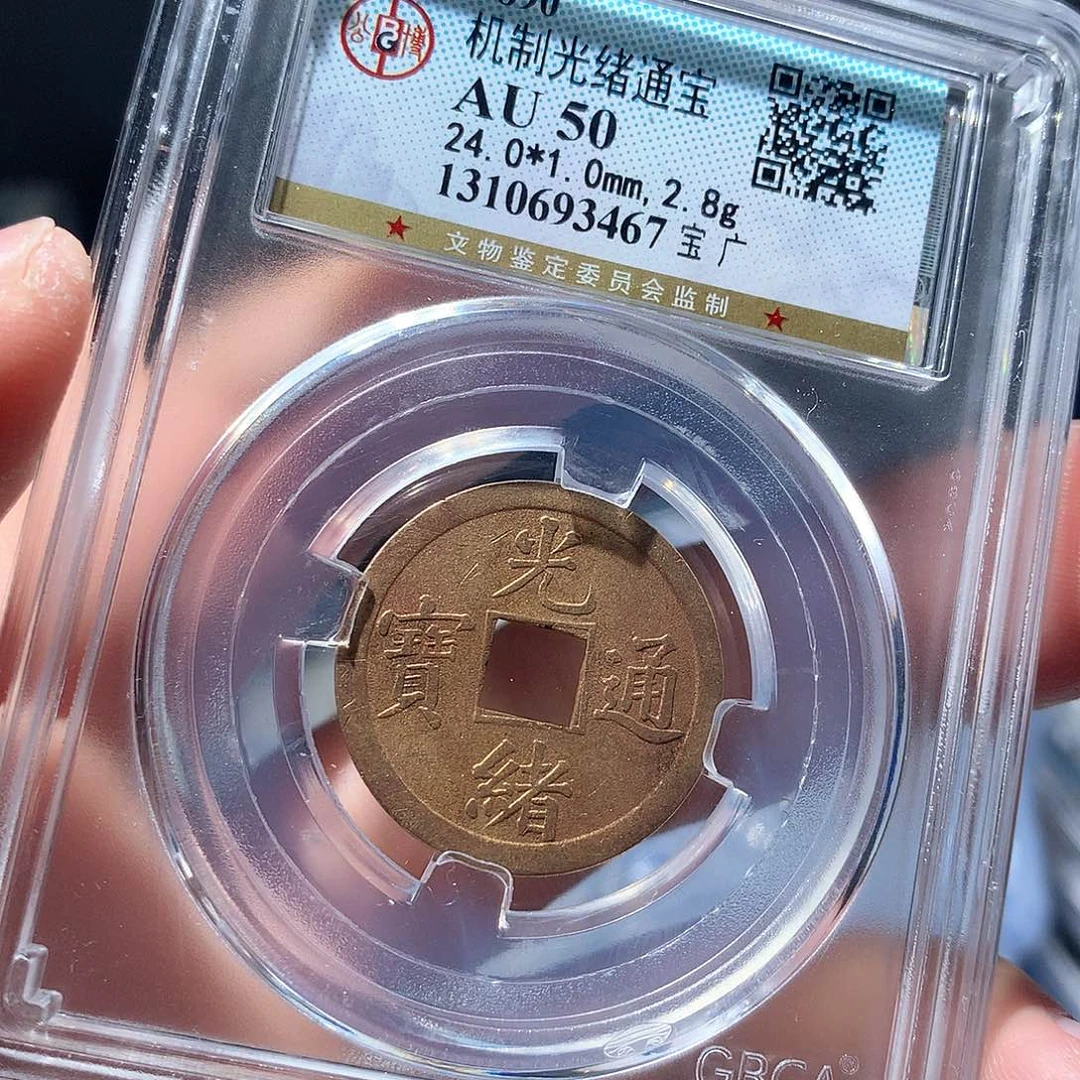 机制光绪通宝
AU 50
24.0*1.0mm, 2.8g
1310693467 宝广
★ 文物鉴定委员会监制 ★
光
寶 通
緒
GBCA